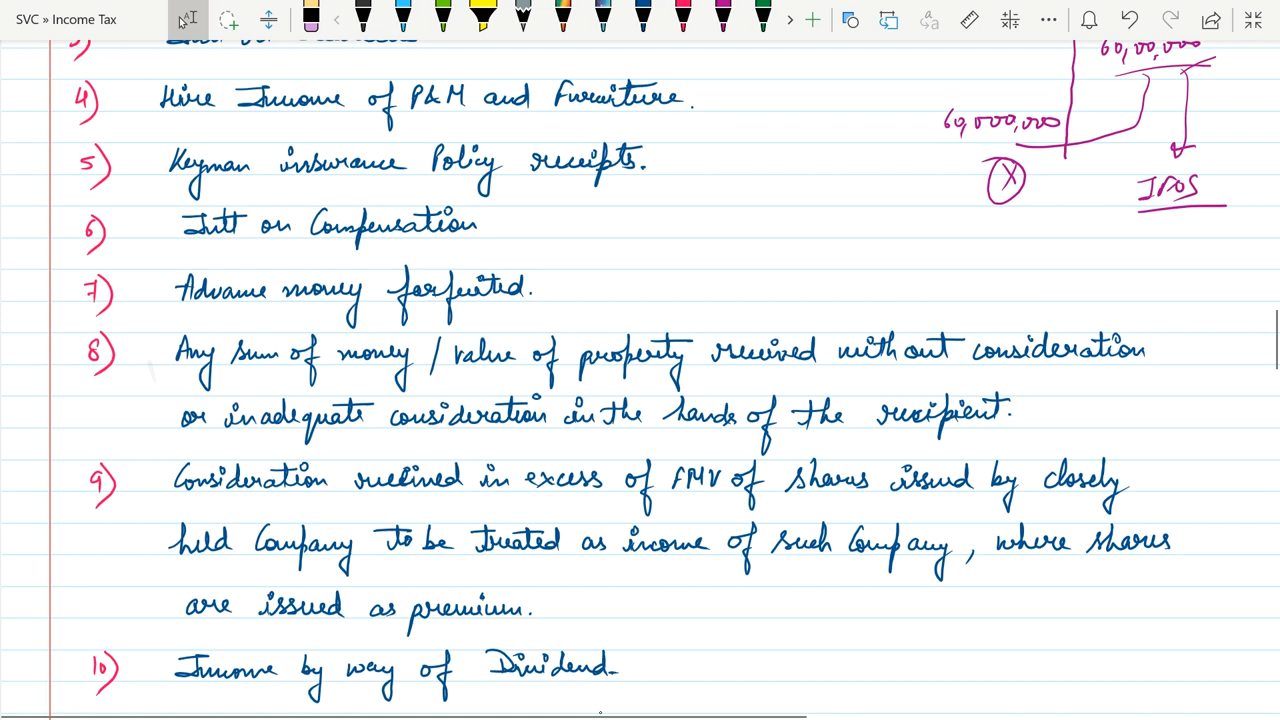 SVC » Income Tax
3)
60,00,000
4) Hire Income of P&M and Furniture.
60,000,000
5) Keyman insurance Policy receipts.
X
IFOS
6) Intt on Compensation
7) Advance money forfeited.
8) Any sum of money / value of property received without consideration
or inadequate consideration in the hands of the recipient.
9) Consideration received in excess of FMV of shares issued by closely
held Company to be treated as income of such Company, where shares
are issued as premium.
10) Income by way of Dividend